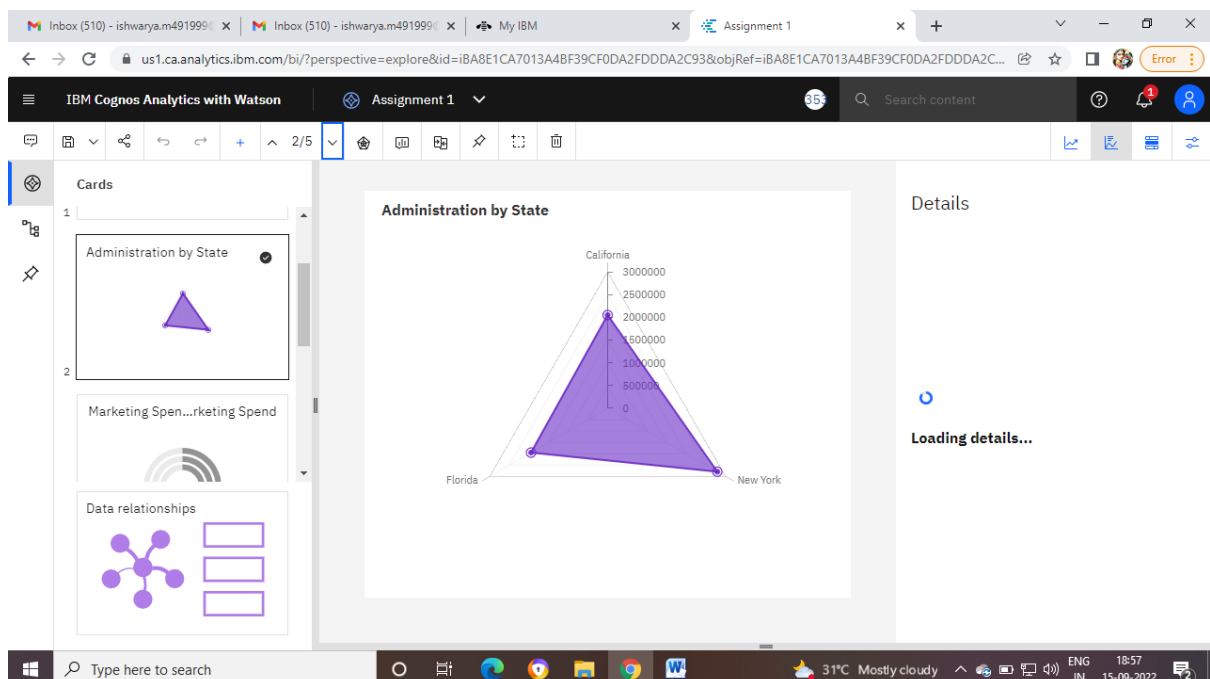 Inbox (510) - ishwarya.m491999
Inbox (510) - ishwarya.m491999
My IBM
Assignment 1
us1.ca.analytics.ibm.com/bi/?perspective=explore&id=iBA8E1CA7013A4BF39CF0DA2FDDDA2C93&objRef=iBA8E1CA7013A4BF39CF0DA2FDDDA2C...
Error
IBM Cognos Analytics with Watson
Assignment 1
353
Search content
1
2/5
Cards
1
Administration by State
2
Marketing Spen...rketing Spend
Data relationships
Administration by State
California
3000000
2500000
2000000
1500000
1000000
500000
0
Florida
New York
Details
Loading details...
Type here to search
31°C Mostly cloudy
ENG
IN
18:57
15-09-2022
2